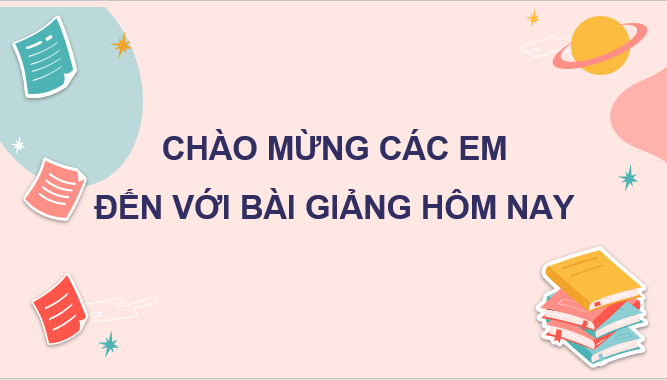 CHÀO MỪNG CÁC EM
ĐẾN VỚI BÀI GIẢNG HÔM NAY